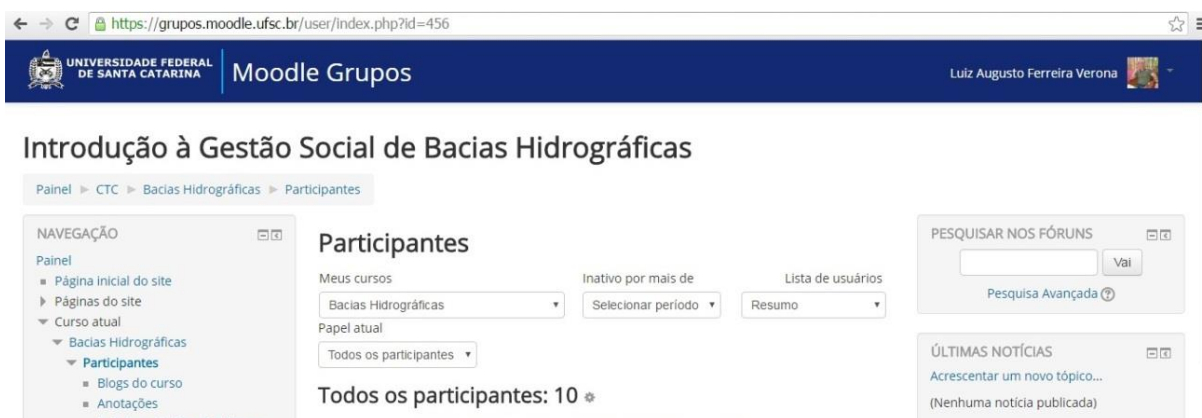 https://grupos.moodle.ufsc.br/user/index.php?id=456
UNIVERSIDADE FEDERAL
DE SANTA CATARINA
Moodle Grupos
Luiz Augusto Ferreira Verona
Introdução à Gestão Social de Bacias Hidrográficas
Painel CTC Bacias Hidrográficas Participantes
NAVEGAÇÃO
Painel
Página inicial do site
Páginas do site
Curso atual
Bacias Hidrográficas
Participantes
Blogs do curso
Anotações
Participantes
Meus cursos
Bacias Hidrográficas
Inativo por mais de
Selecionar período
Lista de usuários
Resumo
Papel atual
Todos os participantes
Todos os participantes: 10
PESQUISAR NOS FÓRUNS
Vai
Pesquisa Avançada
ÚLTIMAS NOTÍCIAS
Acrescentar um novo tópico...
(Nenhuma notícia publicada)